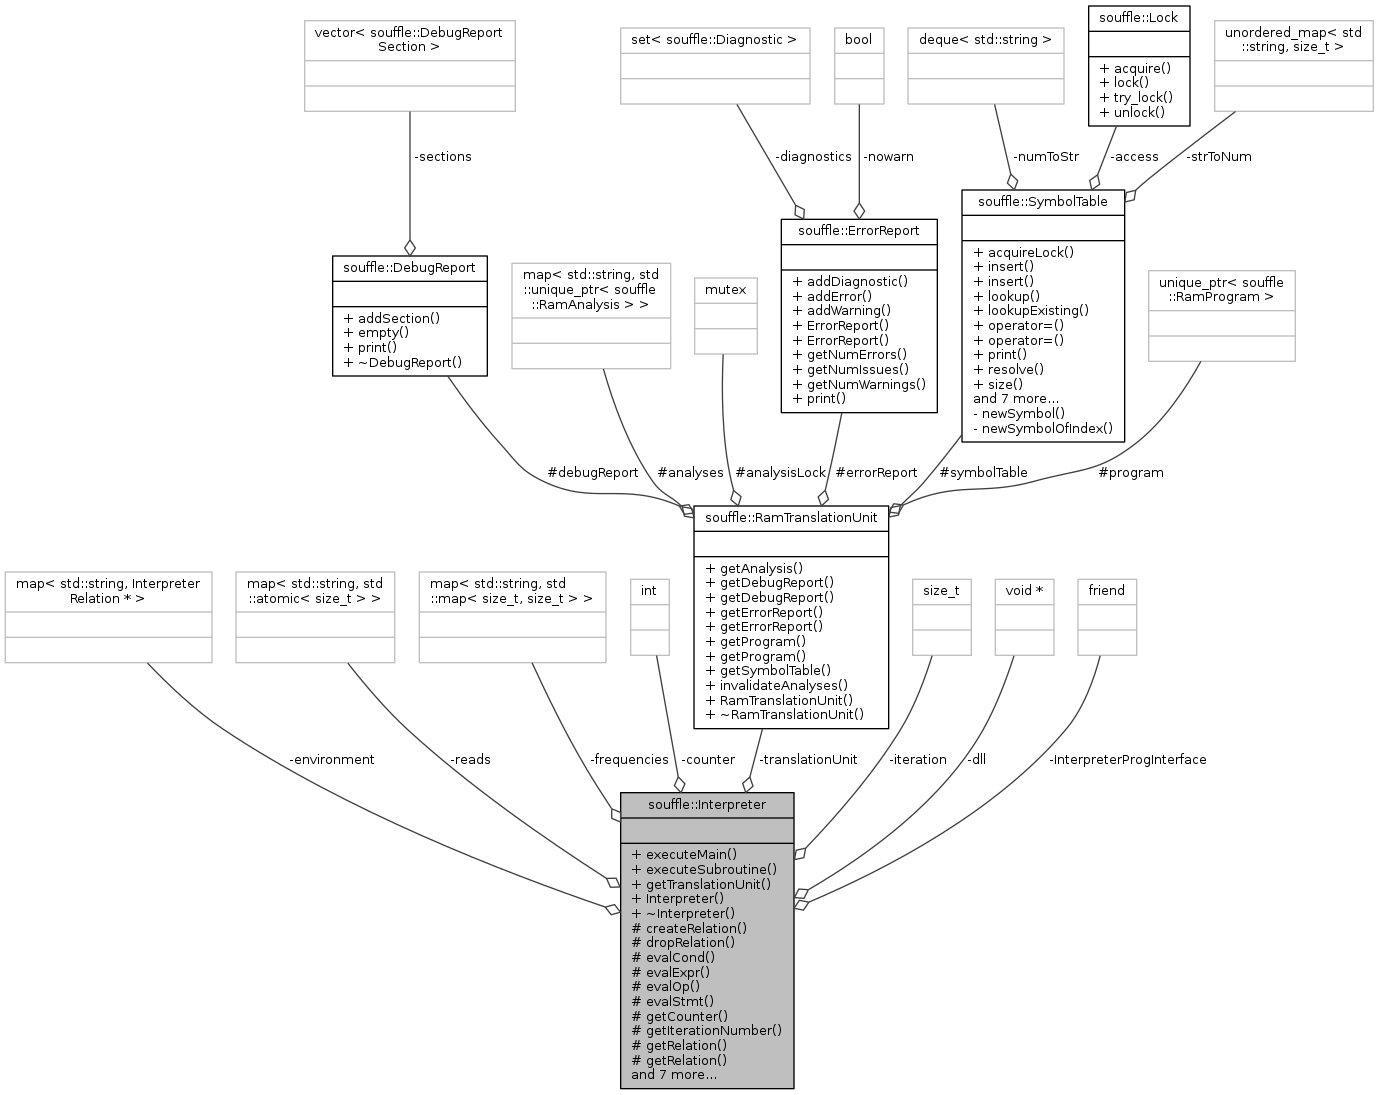 vector< souffle::DebugReport
Section >
set< souffle::Diagnostic >
bool
deque< std::string >
souffle::Lock
+ acquire()
+ lock()
+ try_lock()
+ unlock()
unordered_map< std
::string, size_t >
-sections
-diagnostics
-nowarn
-numToStr
-access
-strToNum
souffle::DebugReport
+ addSection()
+ empty()
+ print()
+ ~DebugReport()
map< std::string, std
::unique_ptr< souffle
::RamAnalysis > >
mutex
souffle::ErrorReport
+ addDiagnostic()
+ addError()
+ addWarning()
+ ErrorReport()
+ ErrorReport()
+ getNumErrors()
+ getNumIssues()
+ getNumWarnings()
+ print()
souffle::SymbolTable
+ acquireLock()
+ insert()
+ insert()
+ lookup()
+ lookupExisting()
+ operator=()
+ operator=()
+ print()
+ resolve()
+ size()
and 7 more...
- newSymbol()
- newSymbolOfIndex()
unique_ptr< souffle
::RamProgram >
#debugReport
#analyses
#analysisLock
#errorReport
#symbolTable
#program
souffle::RamTranslationUnit
+ getAnalysis()
+ getDebugReport()
+ getDebugReport()
+ getErrorReport()
+ getErrorReport()
+ getProgram()
+ getProgram()
+ getSymbolTable()
+ invalidateAnalyses()
+ RamTranslationUnit()
+ ~RamTranslationUnit()
map< std::string, Interpreter
Relation * >
map< std::string, std
::atomic< size_t > >
map< std::string, std
::map< size_t, size_t > >
int
size_t
void *
friend
-environment
-reads
-frequencies
-counter
-translationUnit
-iteration
-dll
-InterpreterProgInterface
souffle::Interpreter
+ executeMain()
+ executeSubroutine()
+ getTranslationUnit()
+ Interpreter()
+ ~Interpreter()
# createRelation()
# dropRelation()
# evalCond()
# evalExpr()
# evalOp()
# evalStmt()
# getCounter()
# getIterationNumber()
# getRelation()
# getRelation()
and 7 more...